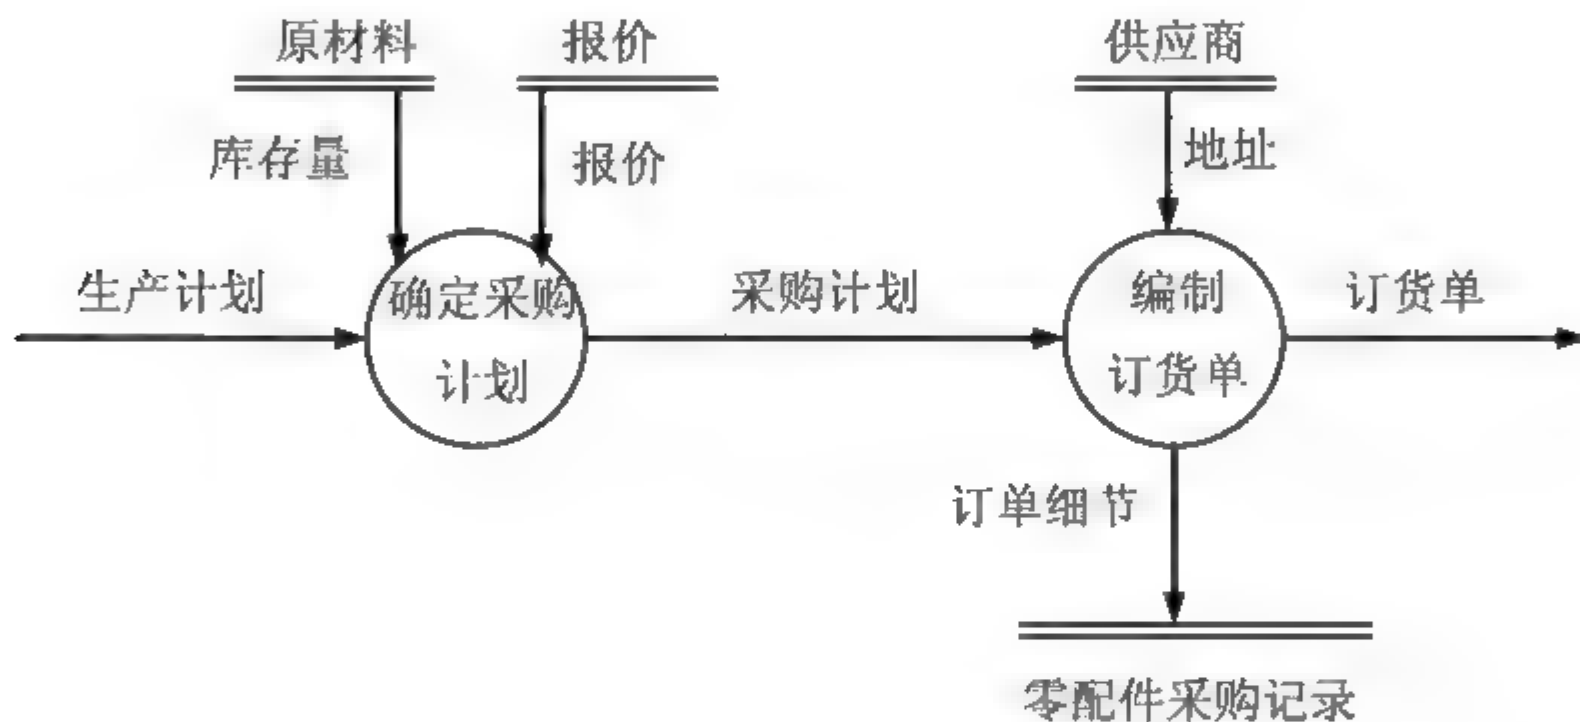 原材料
报价
供应商
库存量
报价
地址
生产计划
确定采购
计划
采购计划
编制
订货单
订货单
订单细节
零配件采购记录